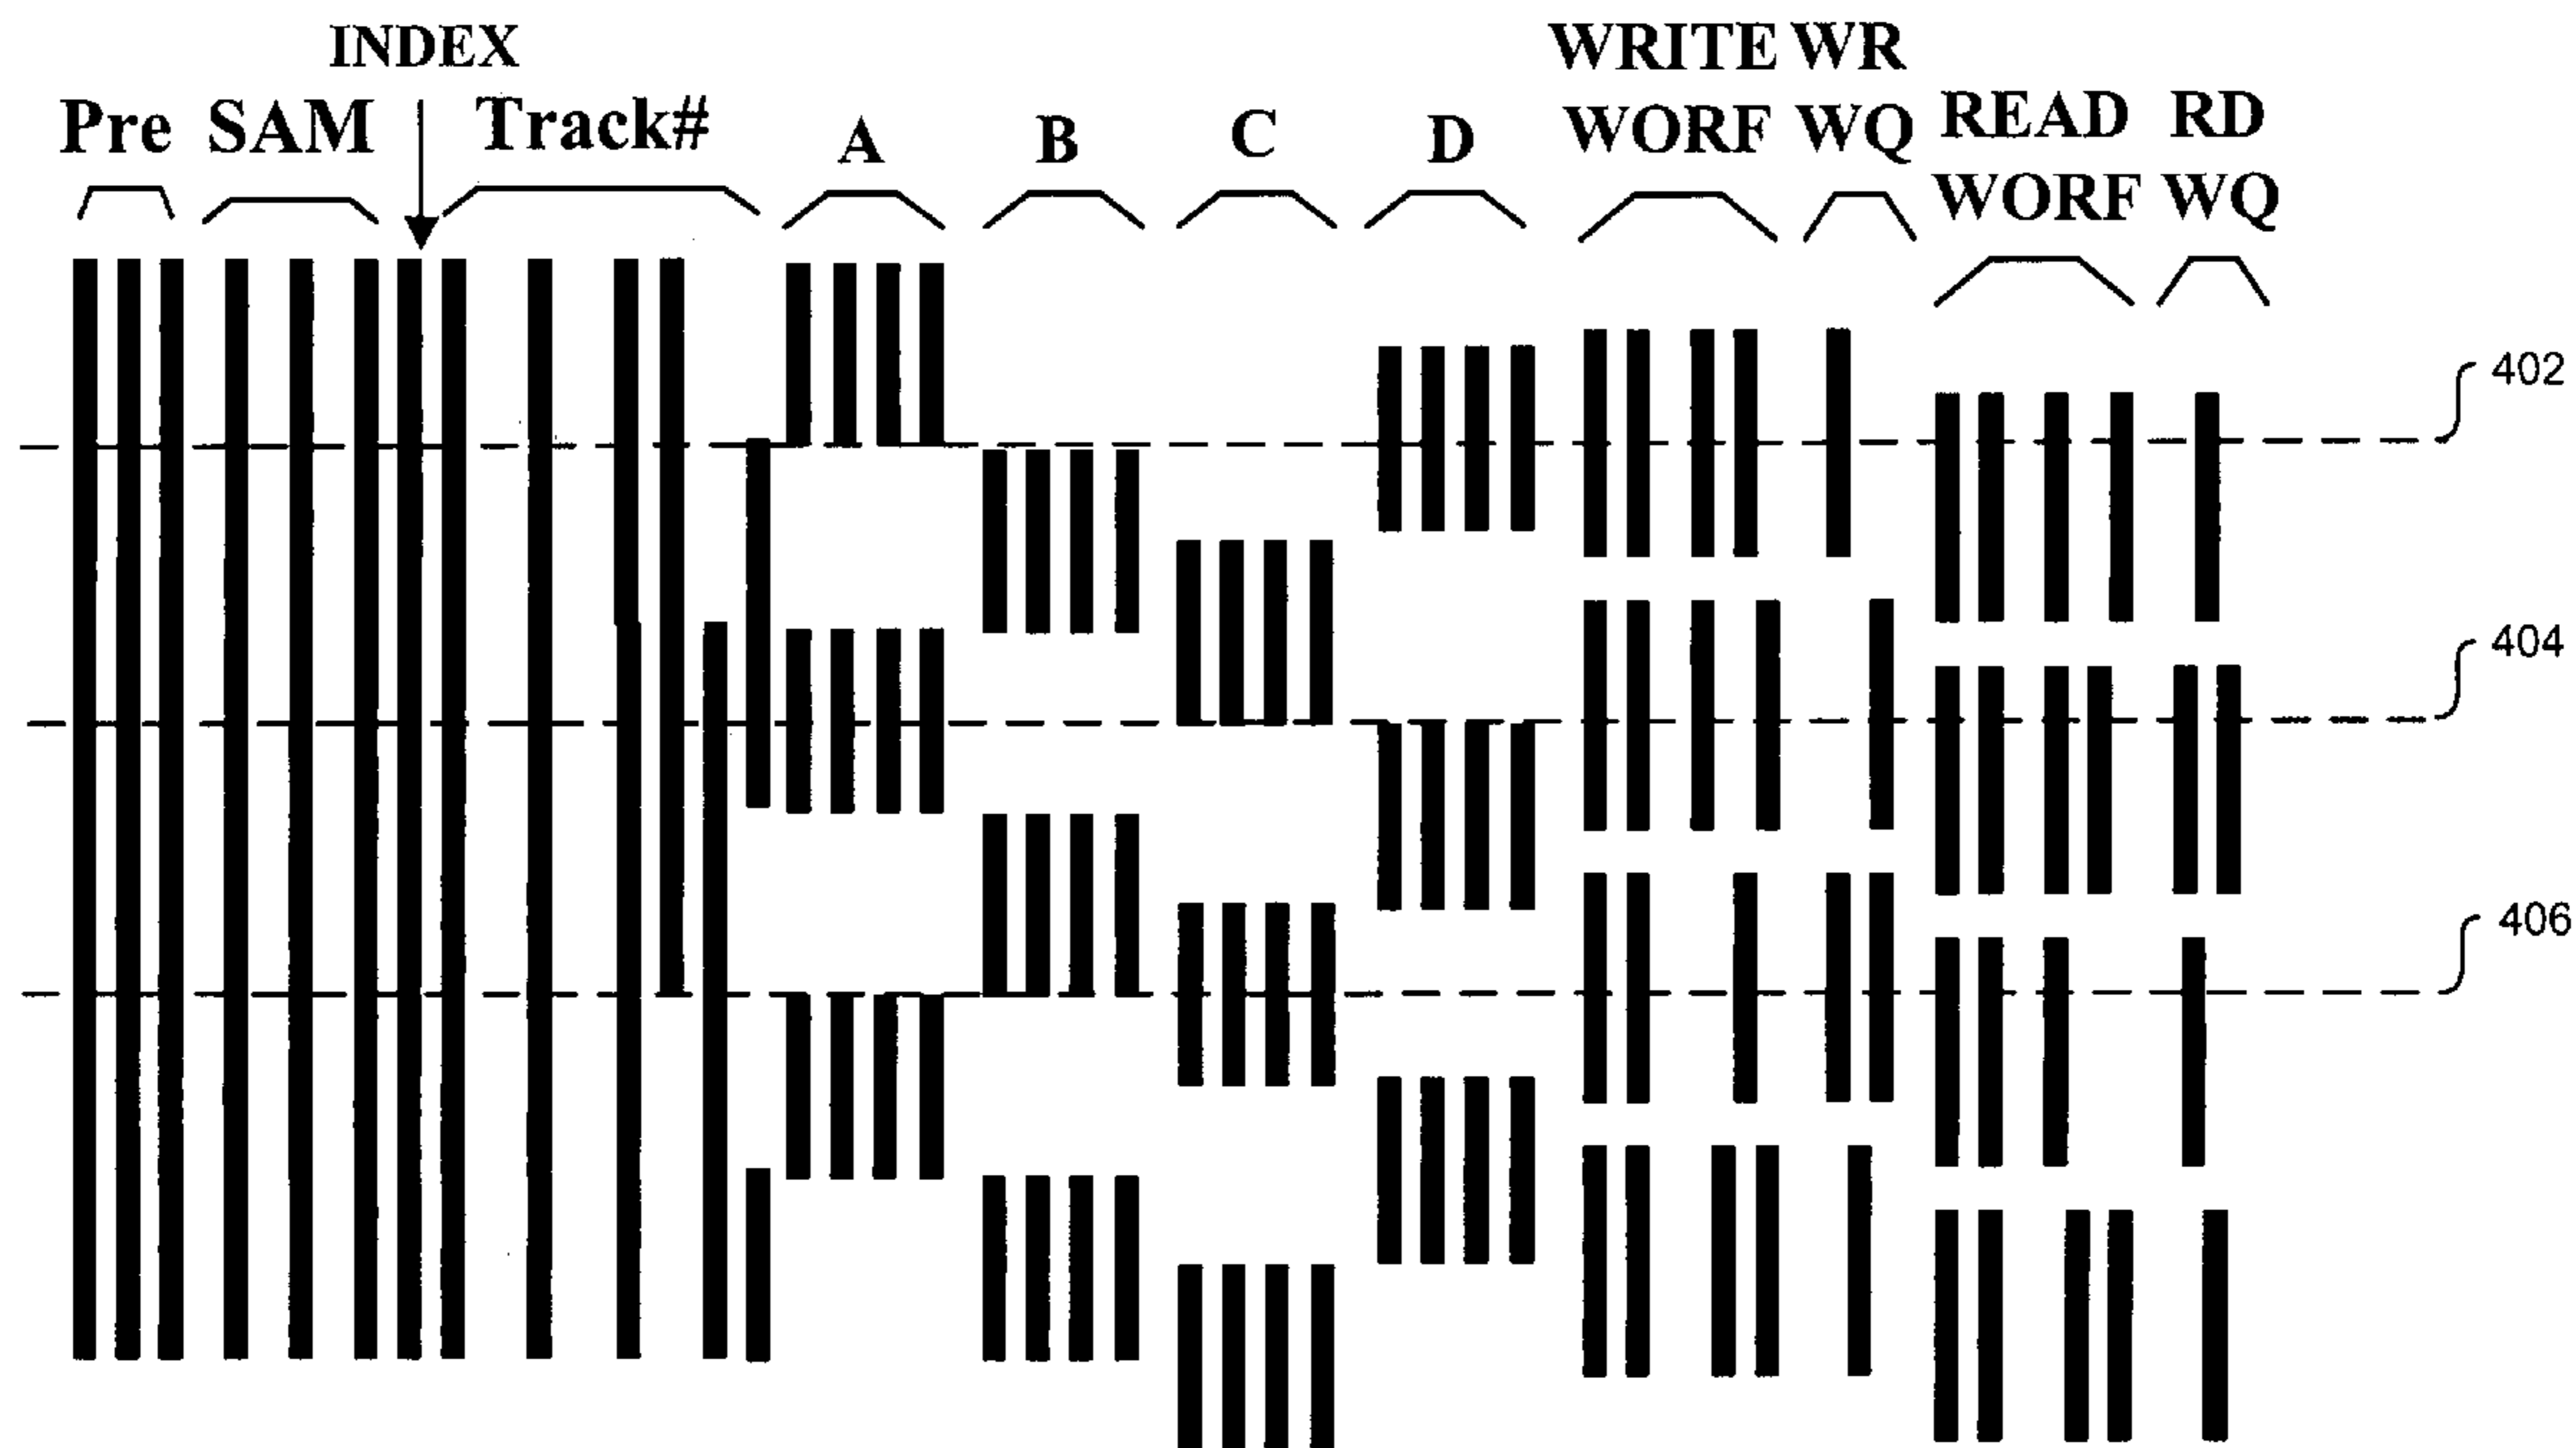 INDEX
Pre SAM Track# A B C D
WRITE WORF
WR WQ
READ WORF
RD WQ
402
404
406